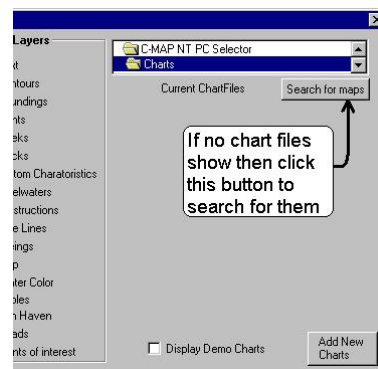 Layers
C-MAP NT PC Selector
Charts
Current ChartFiles
Search for maps
ntours
undings
nts
eks
cks
tom Charatoristics
elwaters
structions
e Lines
ings
p
ter Color
oles
n Haven
ads
nts of interest
If no chart files
show then click
this button to
search for them
Display Demo Charts
Add New
Charts